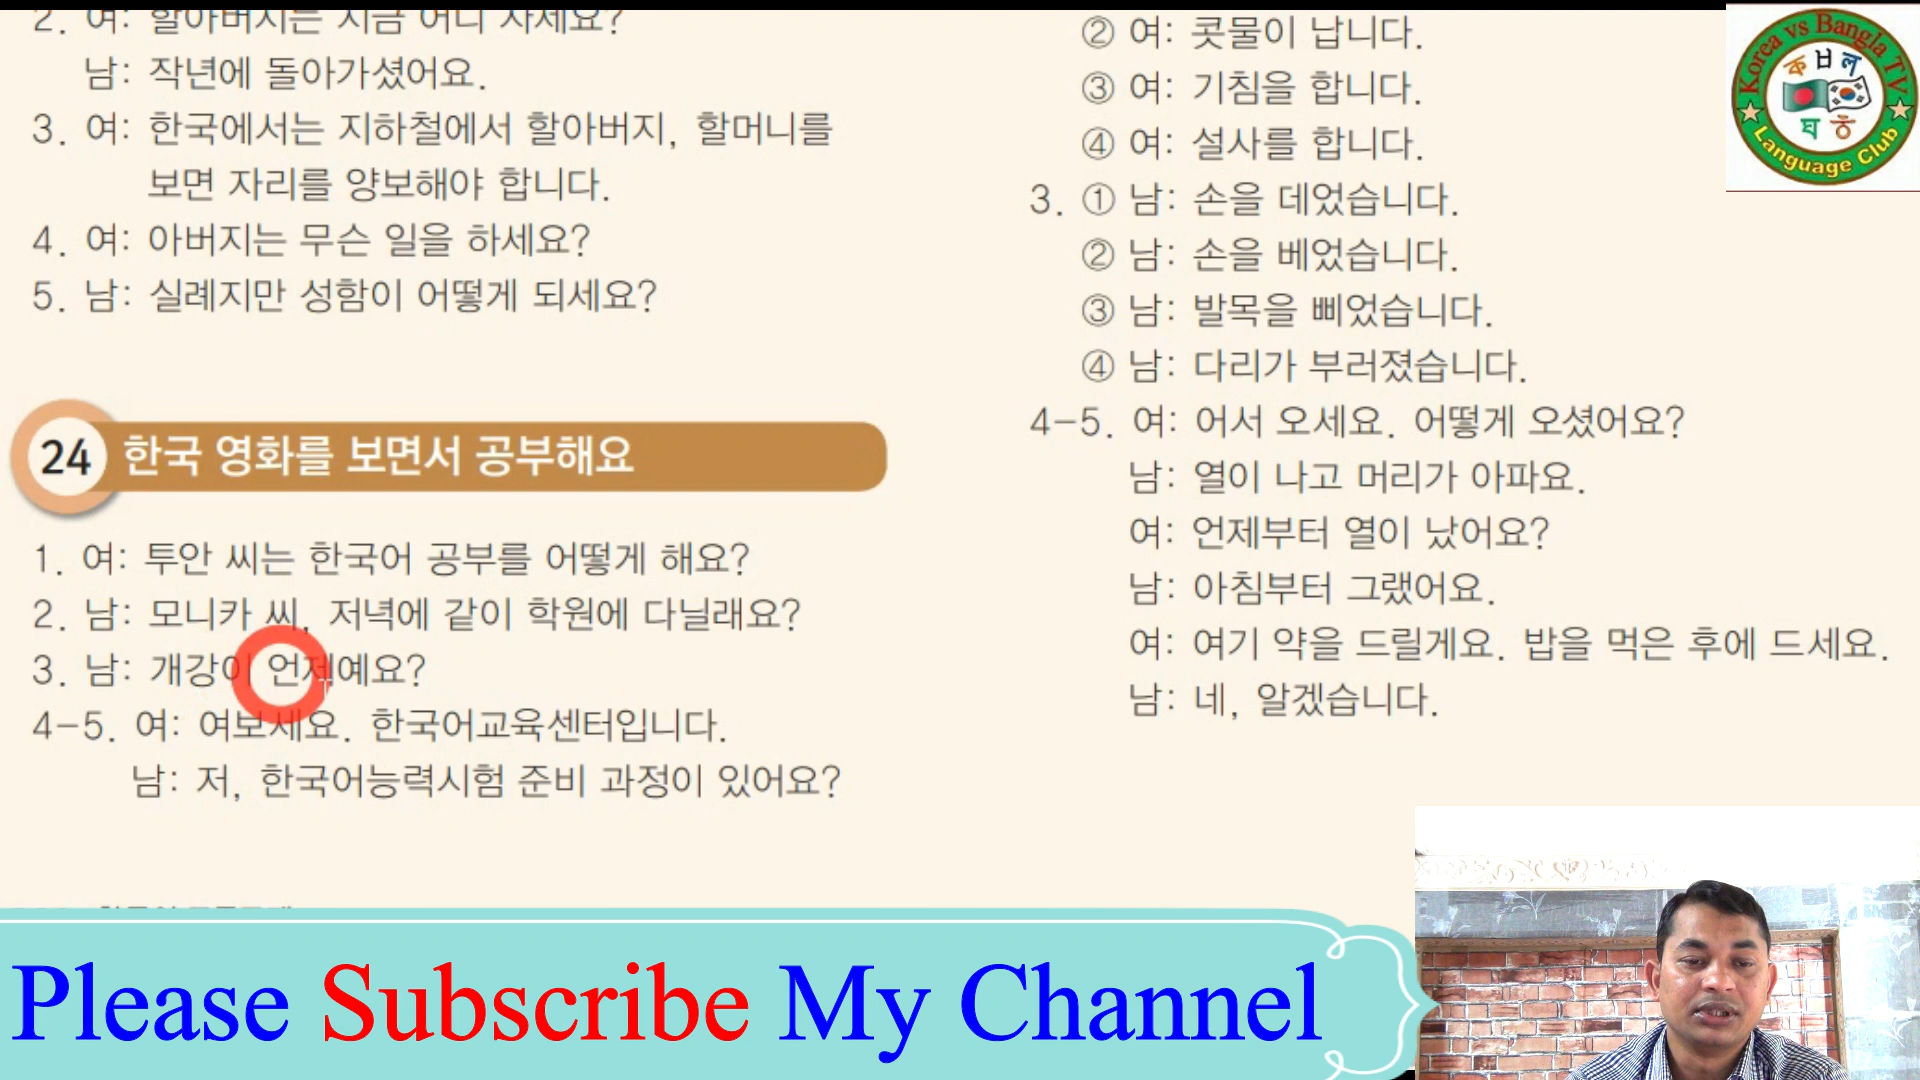 2. 여: 할아버지는 지금 어디 사세요?
남: 작년에 돌아가셨어요.
3. 여: 한국에서는 지하철에서 할아버지, 할머니를
보면 자리를 양보해야 합니다.
4. 여: 아버지는 무슨 일을 하세요?
5. 남: 실례지만 성함이 어떻게 되세요?
24 한국 영화를 보면서 공부해요
1. 여: 투안 씨는 한국어 공부를 어떻게 해요?
2. 남: 모니카 씨, 저녁에 같이 학원에 다닐래요?
3. 남: 개강이 언제예요?
4-5. 여: 여보세요. 한국어교육센터입니다.
남: 저, 한국어능력시험 준비 과정이 있어요?
② 여: 콧물이 납니다.
③ 여: 기침을 합니다.
④ 여: 설사를 합니다.
3. ① 남: 손을 데었습니다.
② 남: 손을 베었습니다.
③ 남: 발목을 삐었습니다.
④ 남: 다리가 부러졌습니다.
4-5. 여: 어서 오세요. 어떻게 오셨어요?
남: 열이 나고 머리가 아파요.
여: 언제부터 열이 났어요?
남: 아침부터 그랬어요.
여: 여기 약을 드릴게요. 밥을 먹은 후에 드세요.
남: 네, 알겠습니다.
Korea vs Bangla TV
Language Club
Please Subscribe My Channel